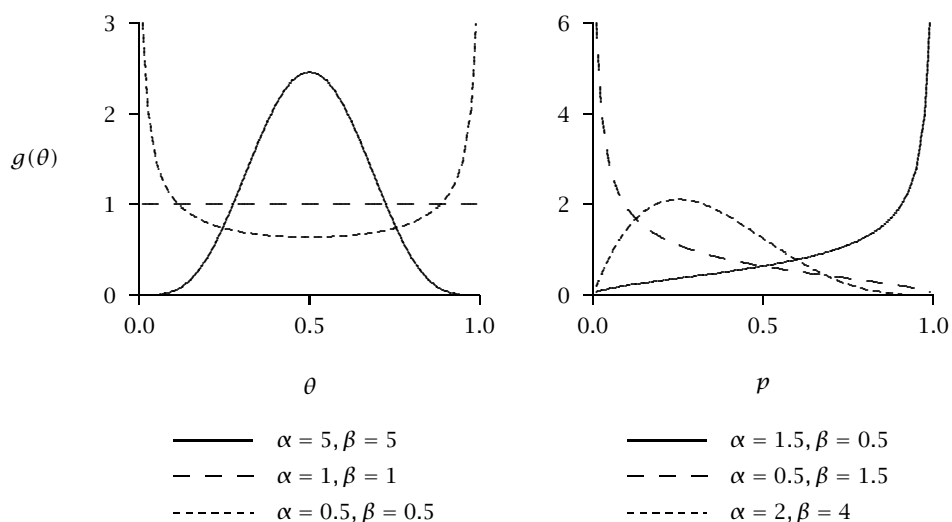 3
2
g(θ)
1
0
0.0 0.5 1.0
θ
α = 5, β = 5
α = 1, β = 1
α = 0.5, β = 0.5
6
4
2
0
0.0 0.5 1.0
p
α = 1.5, β = 0.5
α = 0.5, β = 1.5
α = 2, β = 4